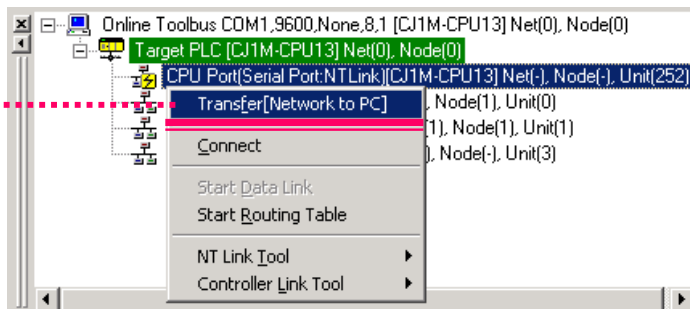 Online Toolbus COM1,9600,None,8,1 [CJ1M-CPU13] Net(0), Node(0)
Target PLC [CJ1M-CPU13] Net(0), Node(0)
CPU Port(Serial Port:NTLink)[CJ1M-CPU13] Net(-), Node(-), Unit(252)
Transfer[Network to PC]
, Node(1), Unit(0)
(1), Node(1), Unit(1)
), Node(-), Unit(3)
Connect
Start Data Link
Start Routing Table
NT Link Tool
Controller Link Tool